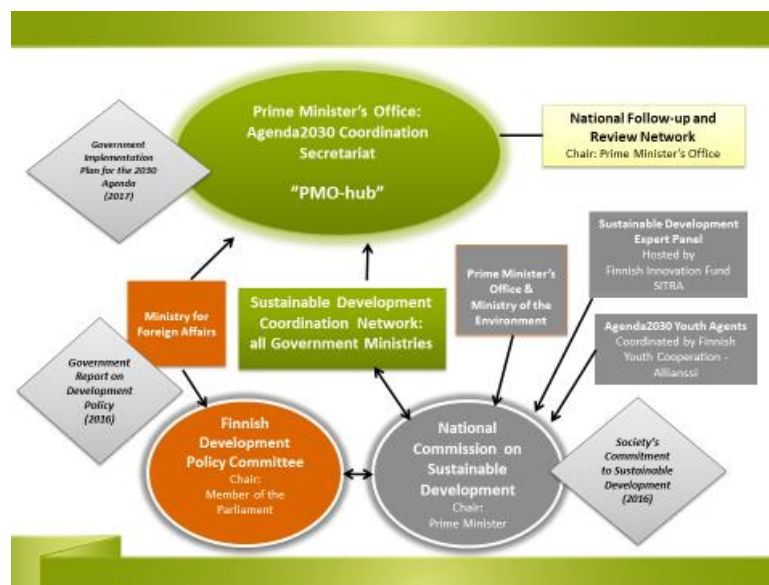 Prime Minister's Office:
Agenda2030 Coordination
Secretariat
"PMO-hub"
National Follow-up and
Review Network
Chair: Prime Minister's Office
Government
Implementation
Plan for the 2030
Agenda
(2017)
Sustainable Development
Expert Panel
Hosted by
Finnish Innovation Fund
SITRA
Ministry for
Foreign Affairs
Sustainable Development
Coordination Network:
all Government Ministries
Prime Minister's
Office &
Ministry of the
Environment
Agenda2030 Youth Agents
Coordinated by Finnish
Youth Cooperation -
Allianssi
Government
Report on
Development
Policy
(2016)
Finnish
Development
Policy Committee
Chair:
Member of the
Parliament
National
Commission on
Sustainable
Development
Chair:
Prime Minister
Society's
Commitment
to Sustainable
Development
(2016)